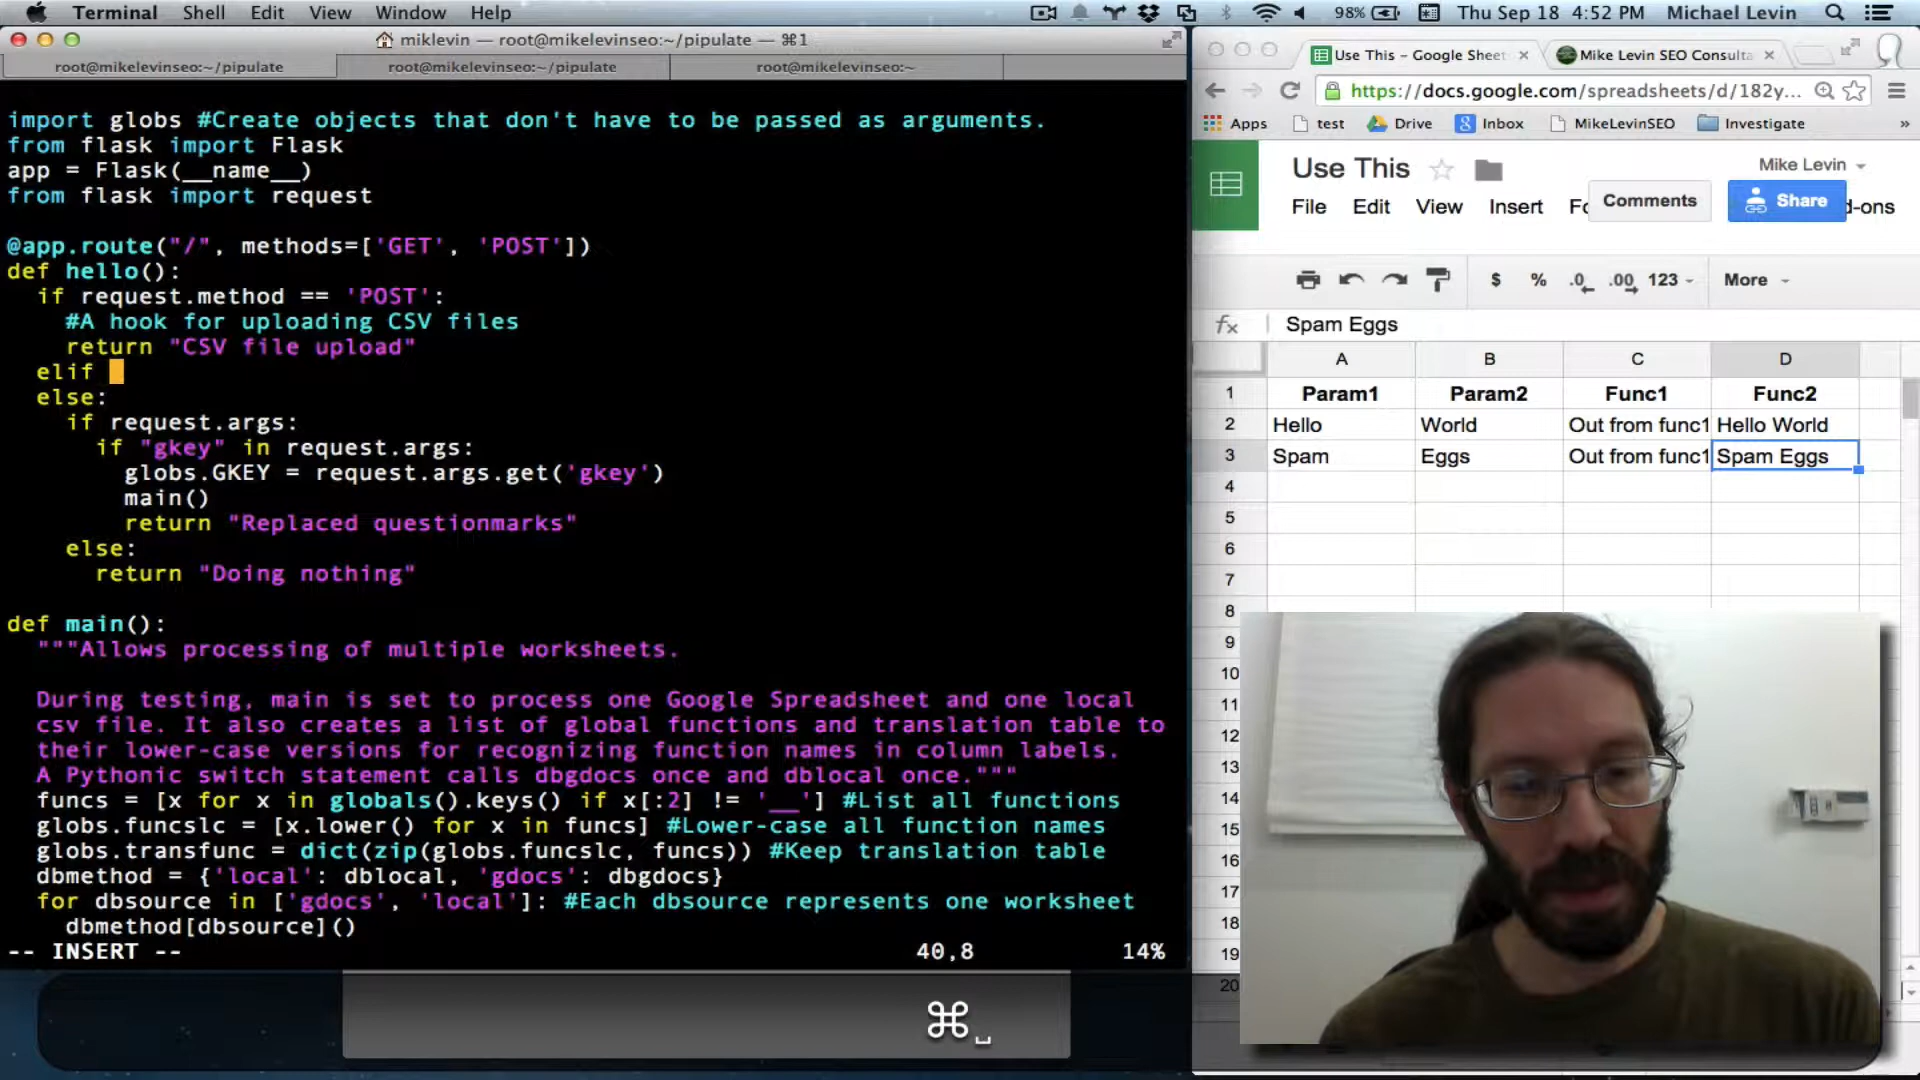 Terminal Shell Edit View Window Help 98% Thu Sep 18 4:52 PM Michael Levin
miklevin — root@mikelevinseo:~/pipulate — ⌘1
root@mikelevinseo:~/pipulate root@mikelevinseo:~/pipulate root@mikelevinseo:~
import globs #Create objects that don't have to be passed as arguments.
from flask import Flask
app = Flask(__name__)
from flask import request
@app.route("/", methods=['GET', 'POST'])
def hello():
  if request.method == 'POST':
    #A hook for uploading CSV files
    return "CSV file upload"
  elif
  else:
    if request.args:
      if "gkey" in request.args:
        globs.GKEY = request.args.get('gkey')
        main()
        return "Replaced questionmarks"
    else:
      return "Doing nothing"
def main():
  """Allows processing of multiple worksheets.
  During testing, main is set to process one Google Spreadsheet and one local
  csv file. It also creates a list of global functions and translation table to
  their lower-case versions for recognizing function names in column labels.
  A Pythonic switch statement calls dbgdocs once and dblocal once."""
  funcs = [x for x in globals().keys() if x[:2] != '__'] #List all functions
  globs.funcslc = [x.lower() for x in funcs] #Lower-case all function names
  globs.transfunc = dict(zip(globs.funcslc, funcs)) #Keep translation table
  dbmethod = {'local': dblocal, 'gdocs': dbgdocs}
  for dbsource in ['gdocs', 'local']: #Each dbsource represents one worksheet
    dbmethod[dbsource]()
-- INSERT -- 40,8 14%
⌘
Use This - Google Sheet Mike Levin SEO Consulta
https://docs.google.com/spreadsheets/d/182y...
Apps test Drive Inbox MikeLevinSEO Investigate »
Use This Mike Levin
File Edit View Insert Fo Comments Share d-ons
$ % .0 .00 123 More
fx Spam Eggs
A B C D
1 Param1 Param2 Func1 Func2
2 Hello World Out from func1 Hello World
3 Spam Eggs Out from func1 Spam Eggs
4
5
6
7
8
9
10
11
12
13
14
15
16
17
18
19
20